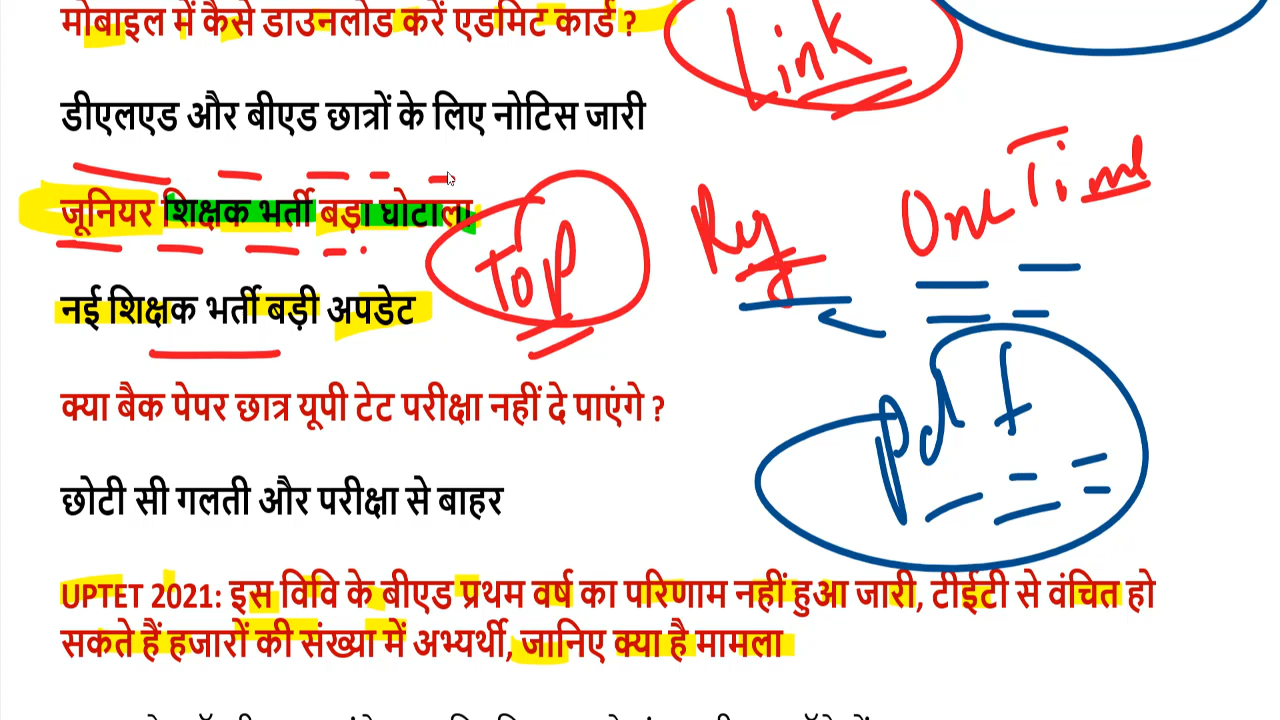 मोबाइल में कैसे डाउनलोड करें एडमिट कार्ड ?
Link
डीएलएड और बीएड छात्रों के लिए नोटिस जारी
One Time
जूनियर शिक्षक भर्ती बड़ा घोटाला
Reg
Top
नई शिक्षक भर्ती बड़ी अपडेट
क्या बैक पेपर छात्र यूपी टेट परीक्षा नहीं दे पाएंगे ?
pdf
छोटी सी गलती और परीक्षा से बाहर
UPTET 2021: इस विवि के बीएड प्रथम वर्ष का परिणाम नहीं हुआ जारी, टीईटी से वंचित हो
सकते हैं हजारों की संख्या में अभ्यर्थी, जानिए क्या है मामला